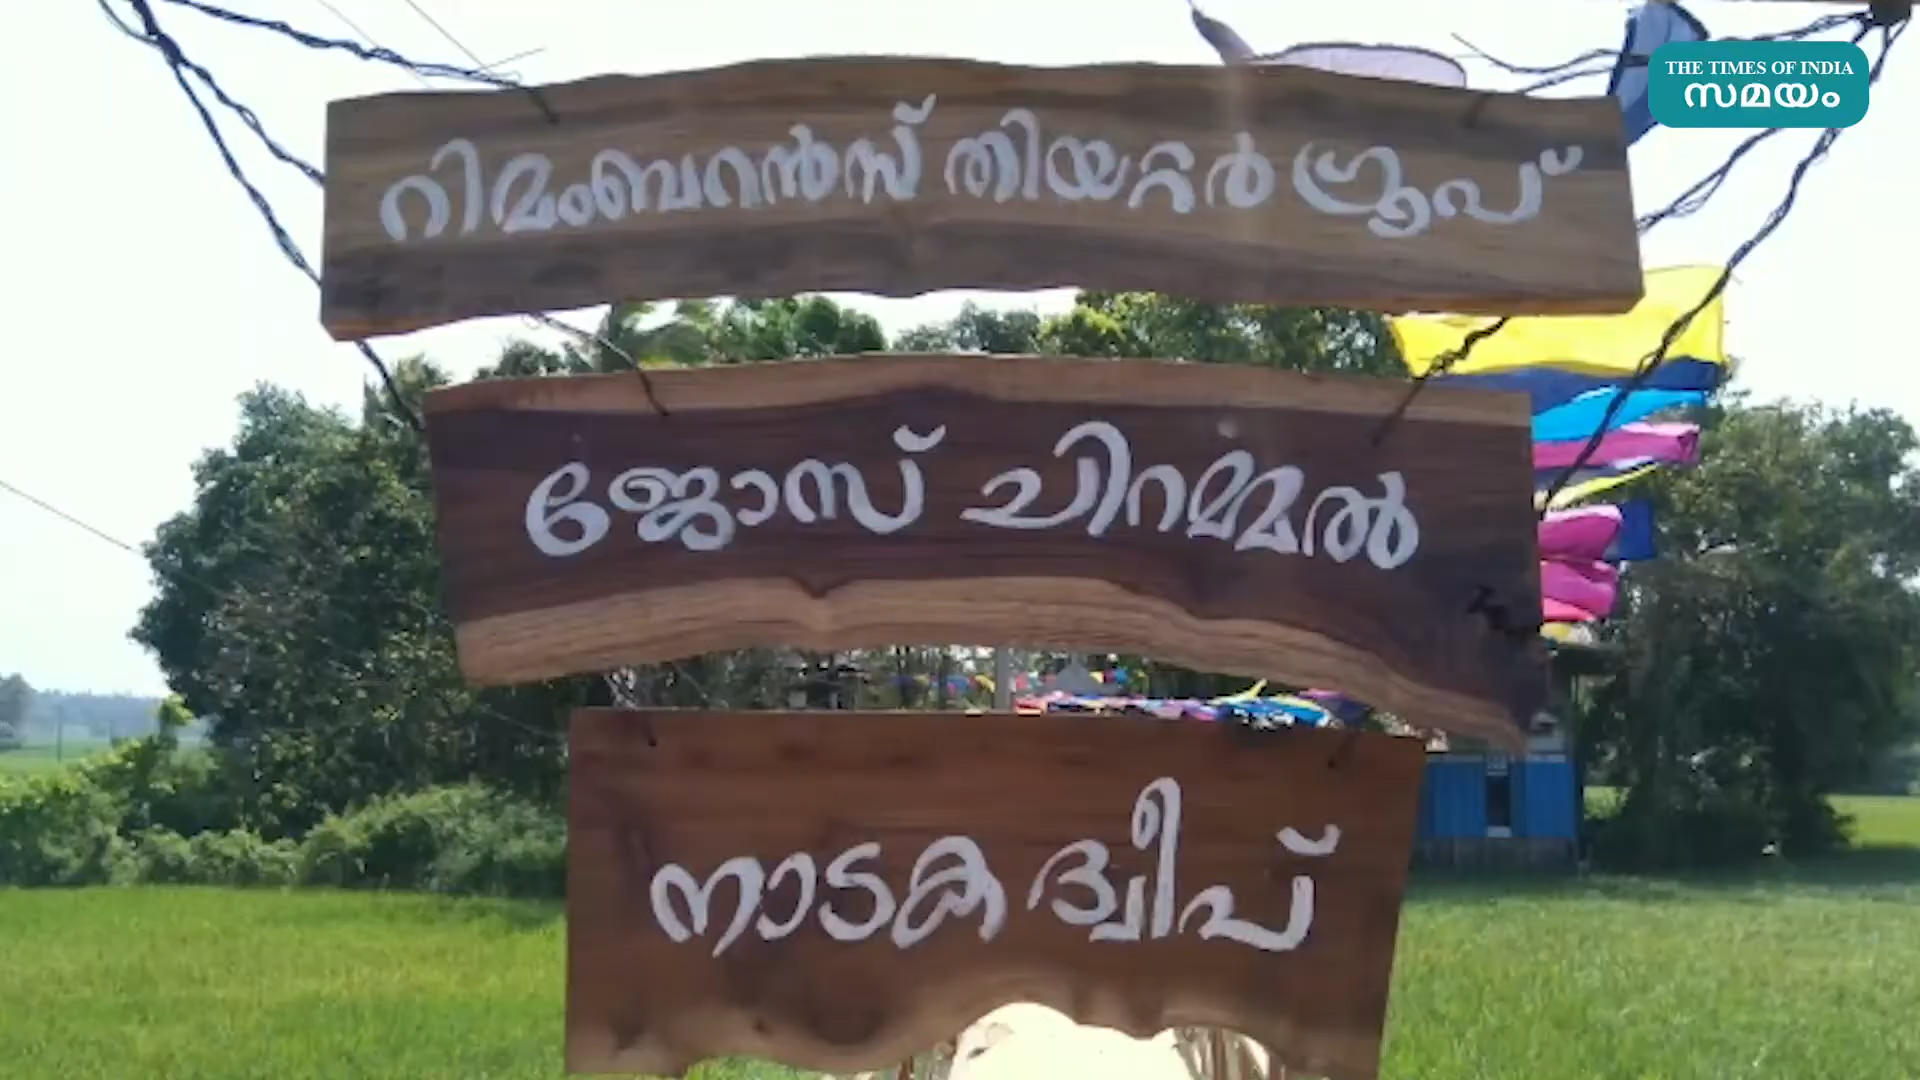 THE TIMES OF INDIA
സമയം
റിമംബറൻസ് തിയറ്റർ ഗ്രൂപ്
ജോസ് ചിറമ്മൽ
നാടക ദ്വീപ്